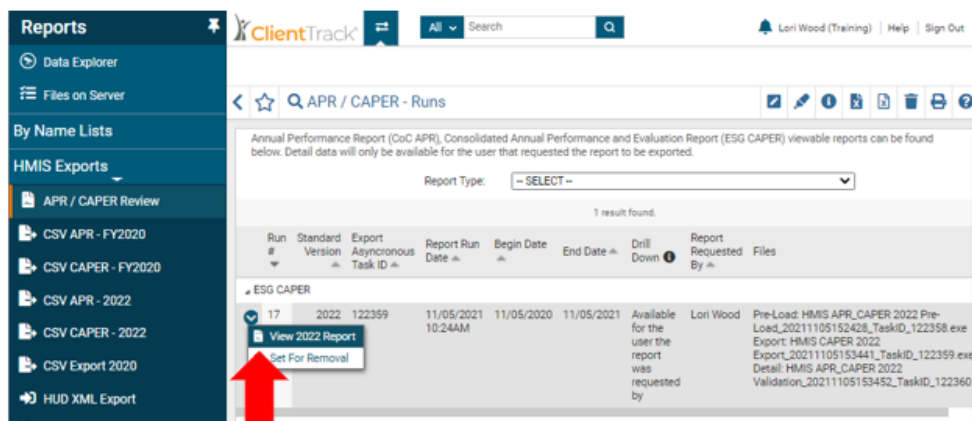 Reports
Data Explorer
Files on Server
By Name Lists
HMIS Exports
APR / CAPER Review
CSV APR - FY2020
CSV CAPER - FY2020
CSV APR - 2022
CSV CAPER - 2022
CSV Export 2020
HUD XML Export
ClientTrack
All
Search
Lori Wood (Training) | Help | Sign Out
APR / CAPER - Runs
Annual Performance Report (CoC APR), Consolidated Annual Performance and Evaluation Report (ESG CAPER) viewable reports can be found
below. Detail data will only be available for the user that requested the report to be exported.
Report Type: -- SELECT --
1 result found.
Run # Standard Version Export Asyncronous Task ID Report Run Date Begin Date End Date Drill Down Report Requested By Files
ESG CAPER
17 2022 122359 11/05/2021 10:24AM 11/05/2020 11/05/2021 Available for the user the report was requested by Lori Wood
Pre-Load: HMIS APR_CAPER 2022 Pre-
Load_20211105152428_TaskID_122358.exe
Export: HMIS CAPER 2022
Export_20211105153441_TaskID_122359.exe
Detail: HMIS APR_CAPER 2022
Validation_20211105153452_TaskID_122360
View 2022 Report
Set For Removal